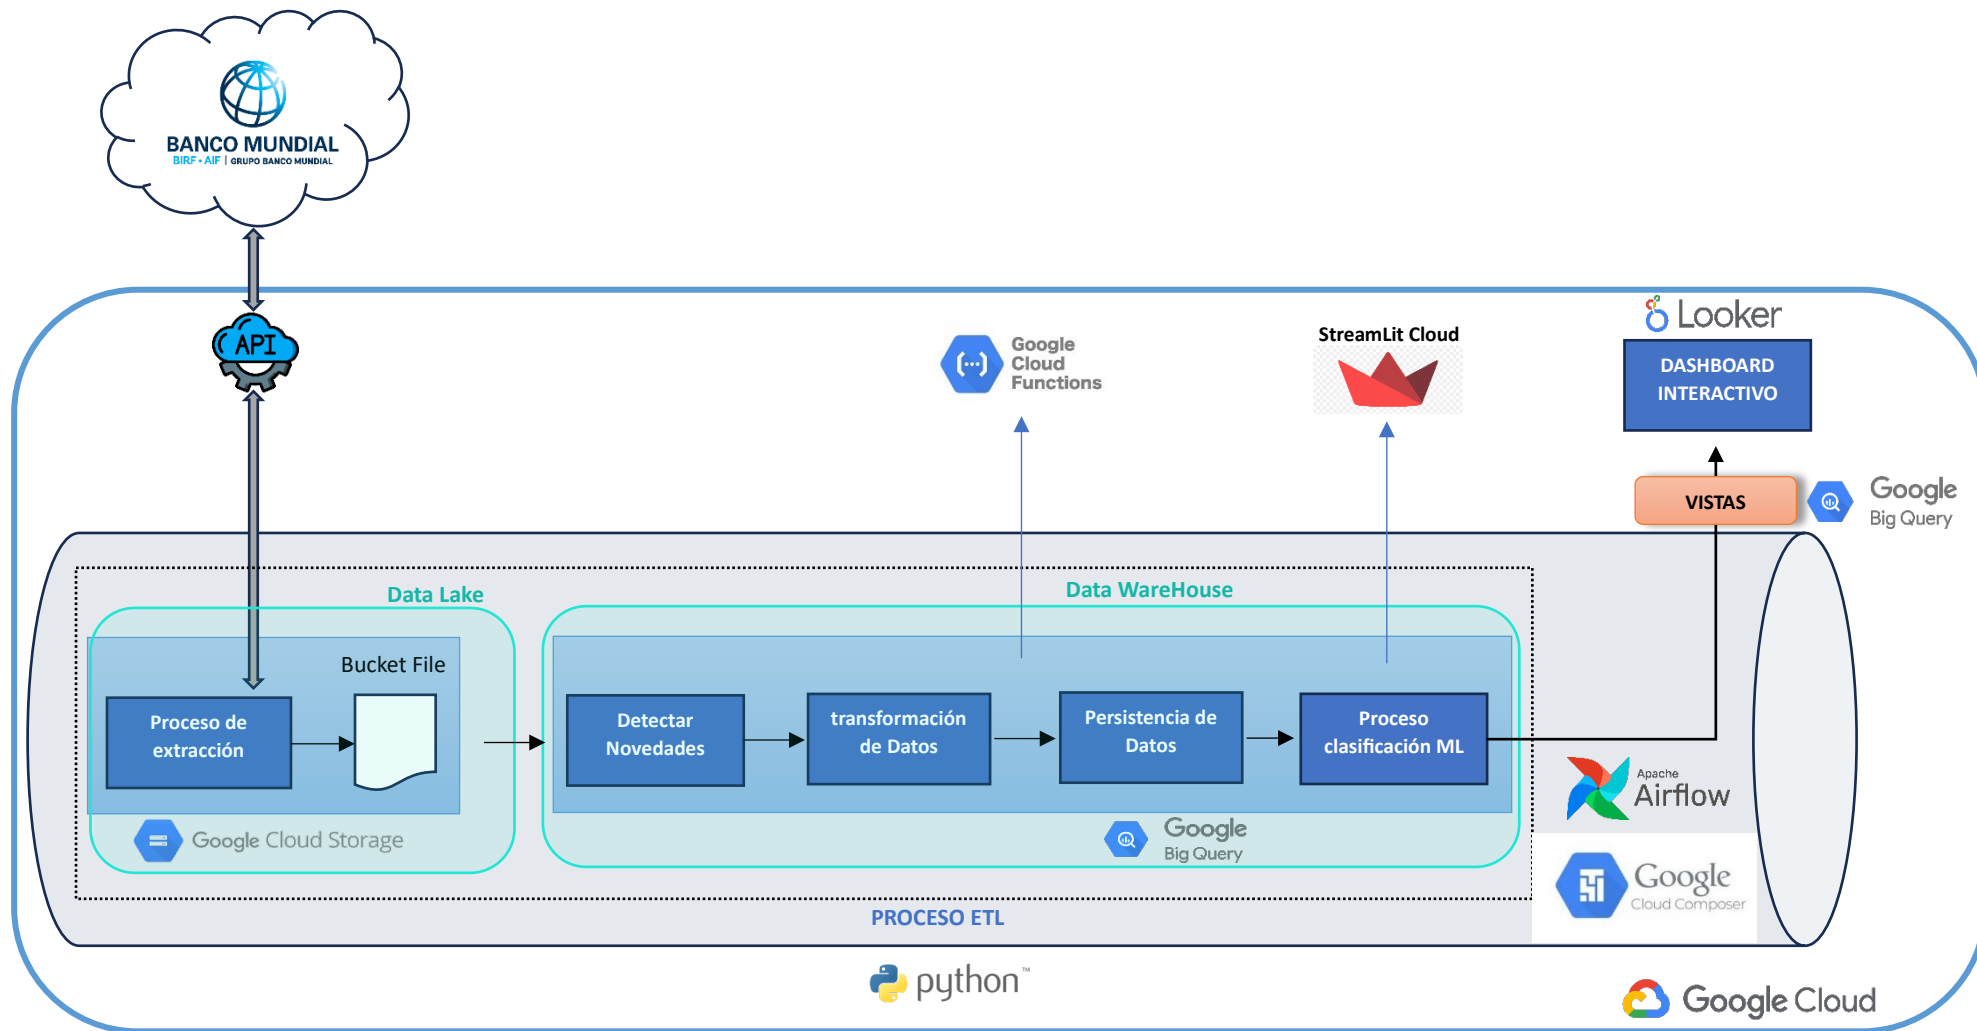 BANCO MUNDIAL
BIRF • AIF | GRUPO BANCO MUNDIAL
API
Google
Cloud
Functions
StreamLit Cloud
Looker
DASHBOARD
INTERACTIVO
VISTAS
Google
Big Query
Data Lake
Data WareHouse
Bucket File
Proceso de
extracción
Detectar
Novedades
transformación
de Datos
Persistencia de
Datos
Proceso
clasificación ML
Google Cloud Storage
Google
Big Query
Apache
Airflow
Google
Cloud Composer
PROCESO ETL
python™
Google Cloud